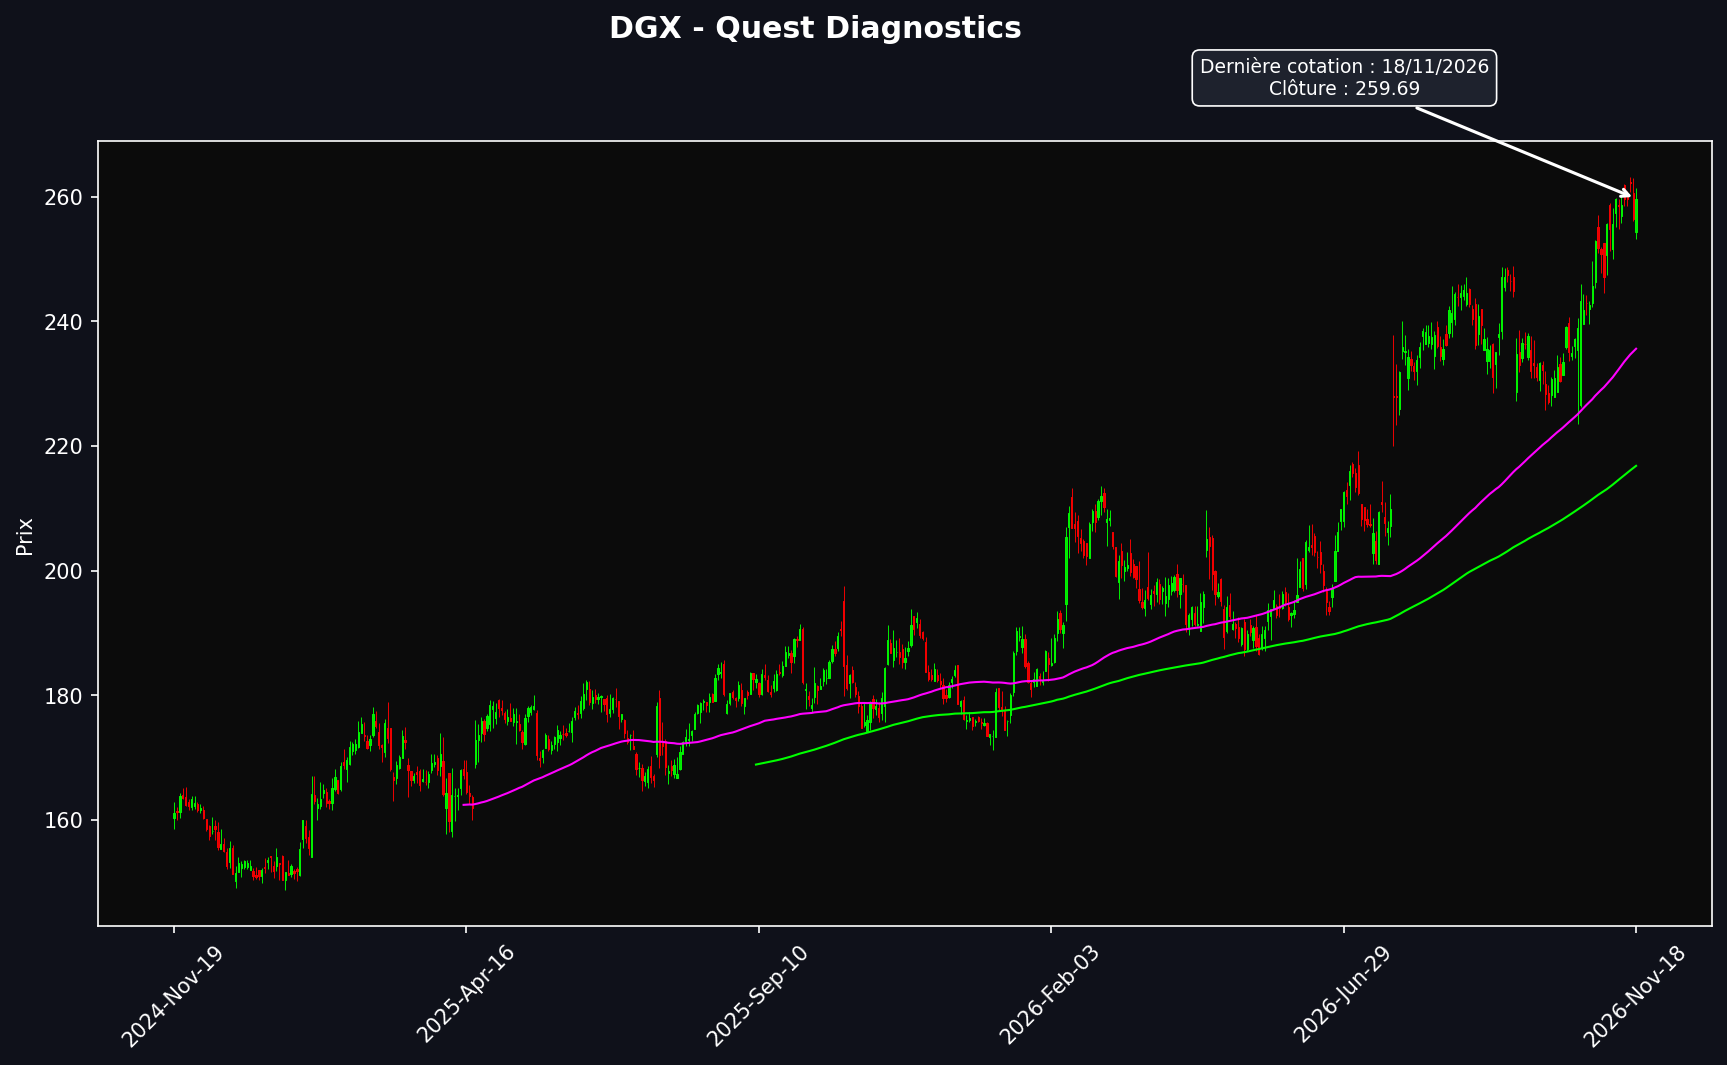 DGX - Quest Diagnostics
Dernière cotation : 18/11/2026
Clôture : 259.69
260
240
220
200
180
160
Prix
2024-Nov-19
2025-Apr-16
2025-Sep-10
2026-Feb-03
2026-Jun-29
2026-Nov-18